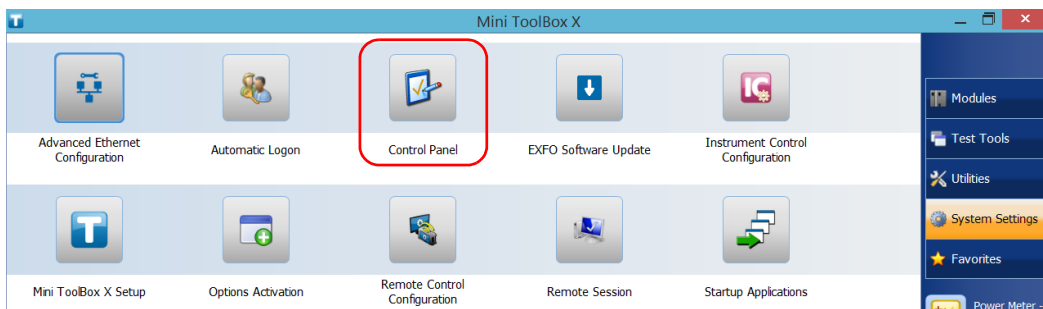 Mini ToolBox X
Advanced Ethernet
Configuration
Automatic Logon
Control Panel
EXFO Software Update
Instrument Control
Configuration
Mini ToolBox X Setup
Options Activation
Remote Control
Configuration
Remote Session
Startup Applications
Modules
Test Tools
Utilities
System Settings
Favorites
Power Meter -